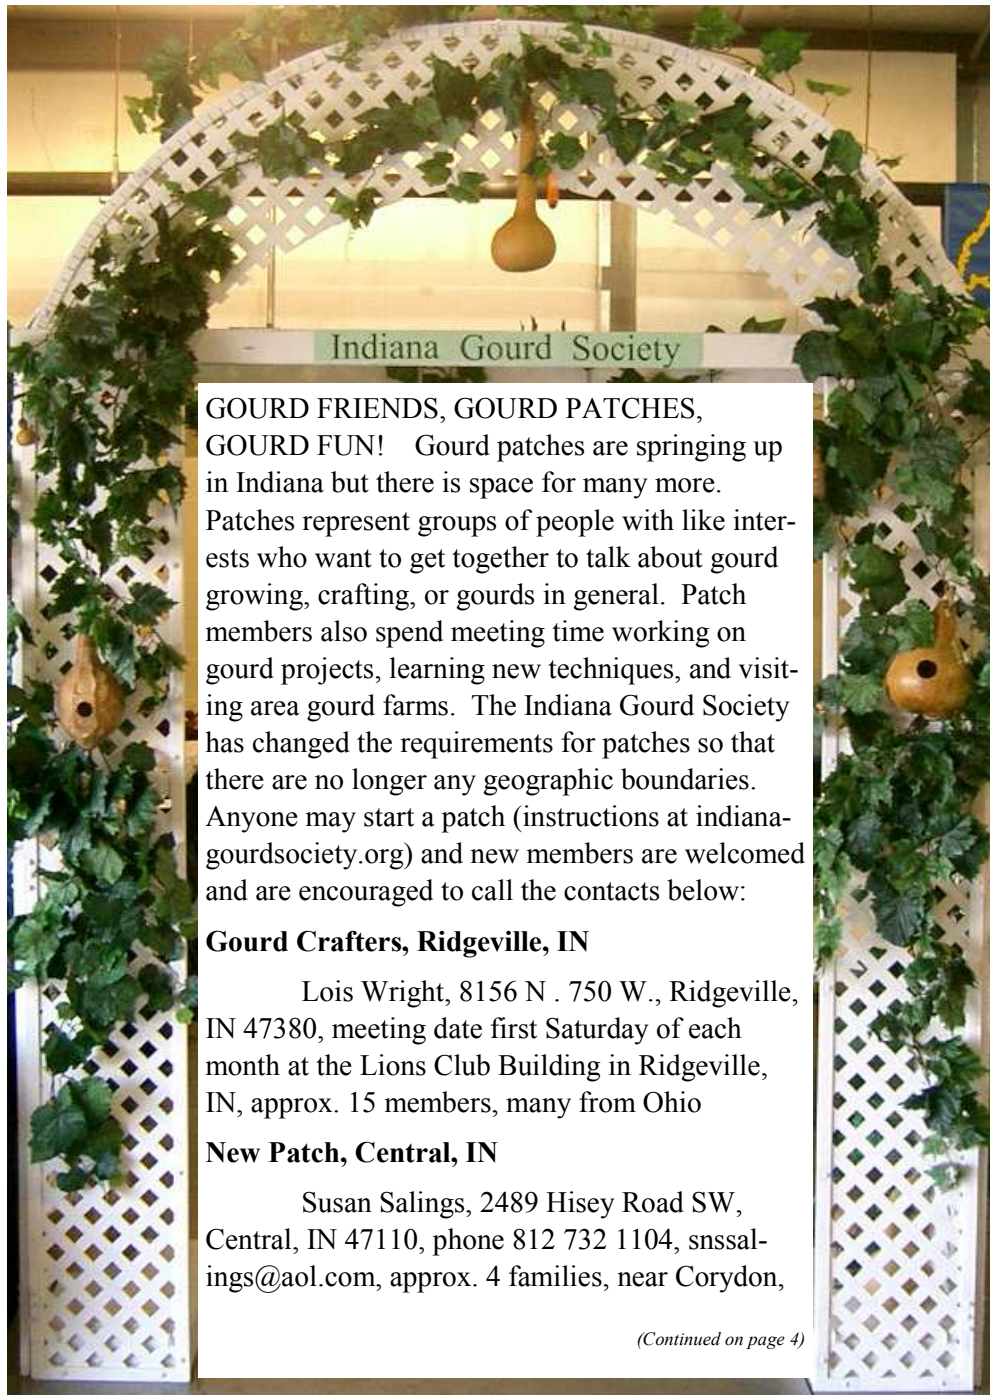 Indiana Gourd Society
GOURD FRIENDS, GOURD PATCHES,
GOURD FUN!    Gourd patches are springing up
in Indiana but there is space for many more.
Patches represent groups of people with like inter-
ests who want to get together to talk about gourd
growing, crafting, or gourds in general.  Patch
members also spend meeting time working on
gourd projects, learning new techniques, and visit-
ing area gourd farms.  The Indiana Gourd Society
has changed the requirements for patches so that
there are no longer any geographic boundaries.
Anyone may start a patch (instructions at indiana-
gourdsociety.org) and new members are welcomed
and are encouraged to call the contacts below:
Gourd Crafters, Ridgeville, IN
Lois Wright, 8156 N . 750 W., Ridgeville,
IN 47380, meeting date first Saturday of each
month at the Lions Club Building in Ridgeville,
IN, approx. 15 members, many from Ohio
New Patch, Central, IN
Susan Salings, 2489 Hisey Road SW,
Central, IN 47110, phone 812 732 1104, snssal-
ings@aol.com, approx. 4 families, near Corydon,
(Continued on page 4)